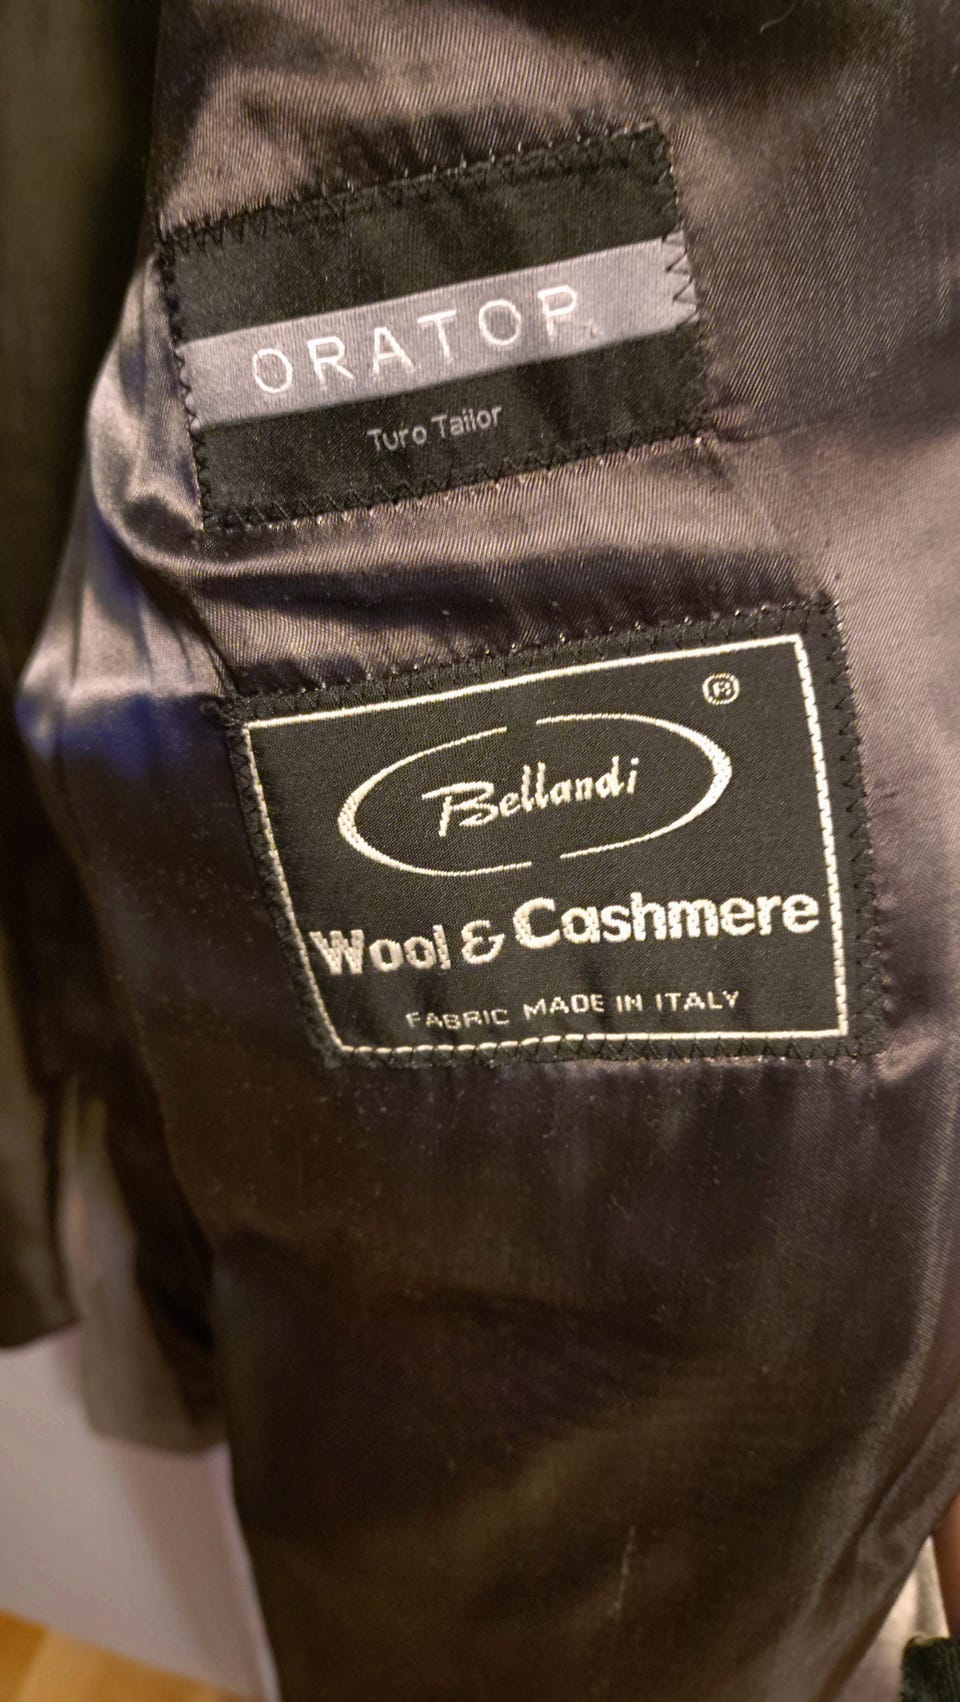 ORATOR
Turo Tailor
®
Bellandi
Wool & Cashmere
FABRIC MADE IN ITALY